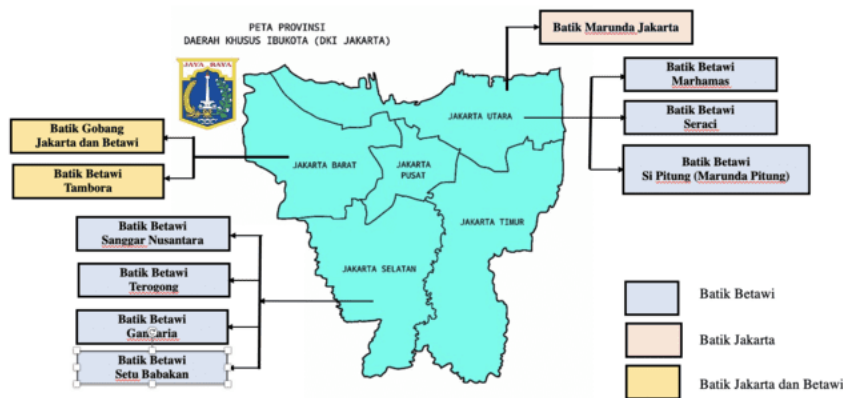 PETA PROVINSI
DAERAH KHUSUS IBUKOTA (DKI JAKARTA)
JAYA RAYA
Batik Marunda Jakarta
Batik Betawi
Marhamas
Batik Betawi
Seraci
Batik Betawi
Si Pitung (Marunda Pitung)
Batik Gobang
Jakarta dan Betawi
Batik Betawi
Tambora
JAKARTA UTARA
JAKARTA BARAT
JAKARTA
PUSAT
JAKARTA TIMUR
JAKARTA SELATAN
Batik Betawi
Sanggar Nusantara
Batik Betawi
Terogong
Batik Betawi
Gandaria
Batik Betawi
Setu Babakan
Batik Betawi
Batik Jakarta
Batik Jakarta dan Betawi